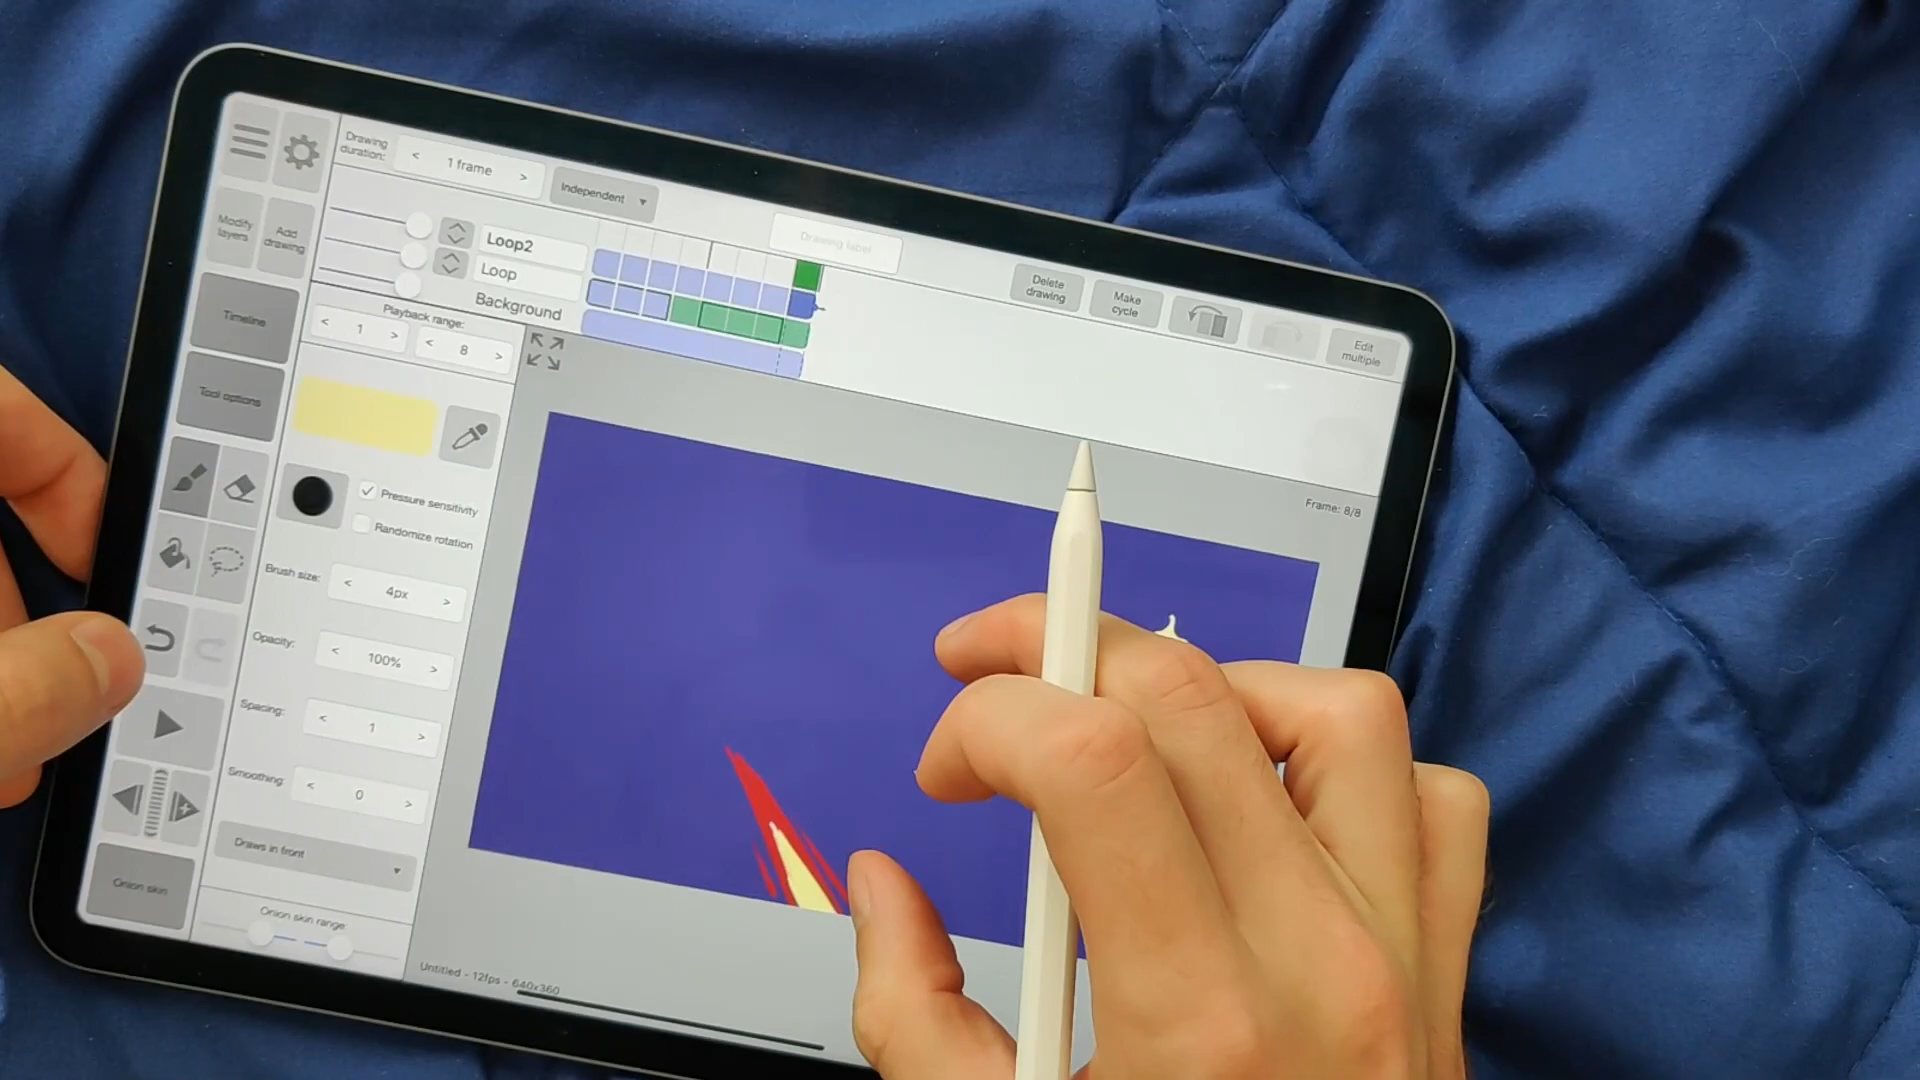 Drawing
duration:
< 1 frame >
Independent
Drawing label
Modify
layers
Add
drawing
Loop2
Loop
Background
Delete
drawing
Make
cycle
Edit
multiple
Timeline
Playback range:
< 1 >
< 8 >
Tool options
Frame: 8/8
Pressure sensitivity
Randomize rotation
Brush size:
< 4px >
Opacity:
< 100% >
Spacing:
< 1 >
Smoothing:
< 0 >
Draws in front
Onion skin
Onion skin range:
Untitled - 12fps - 640x360